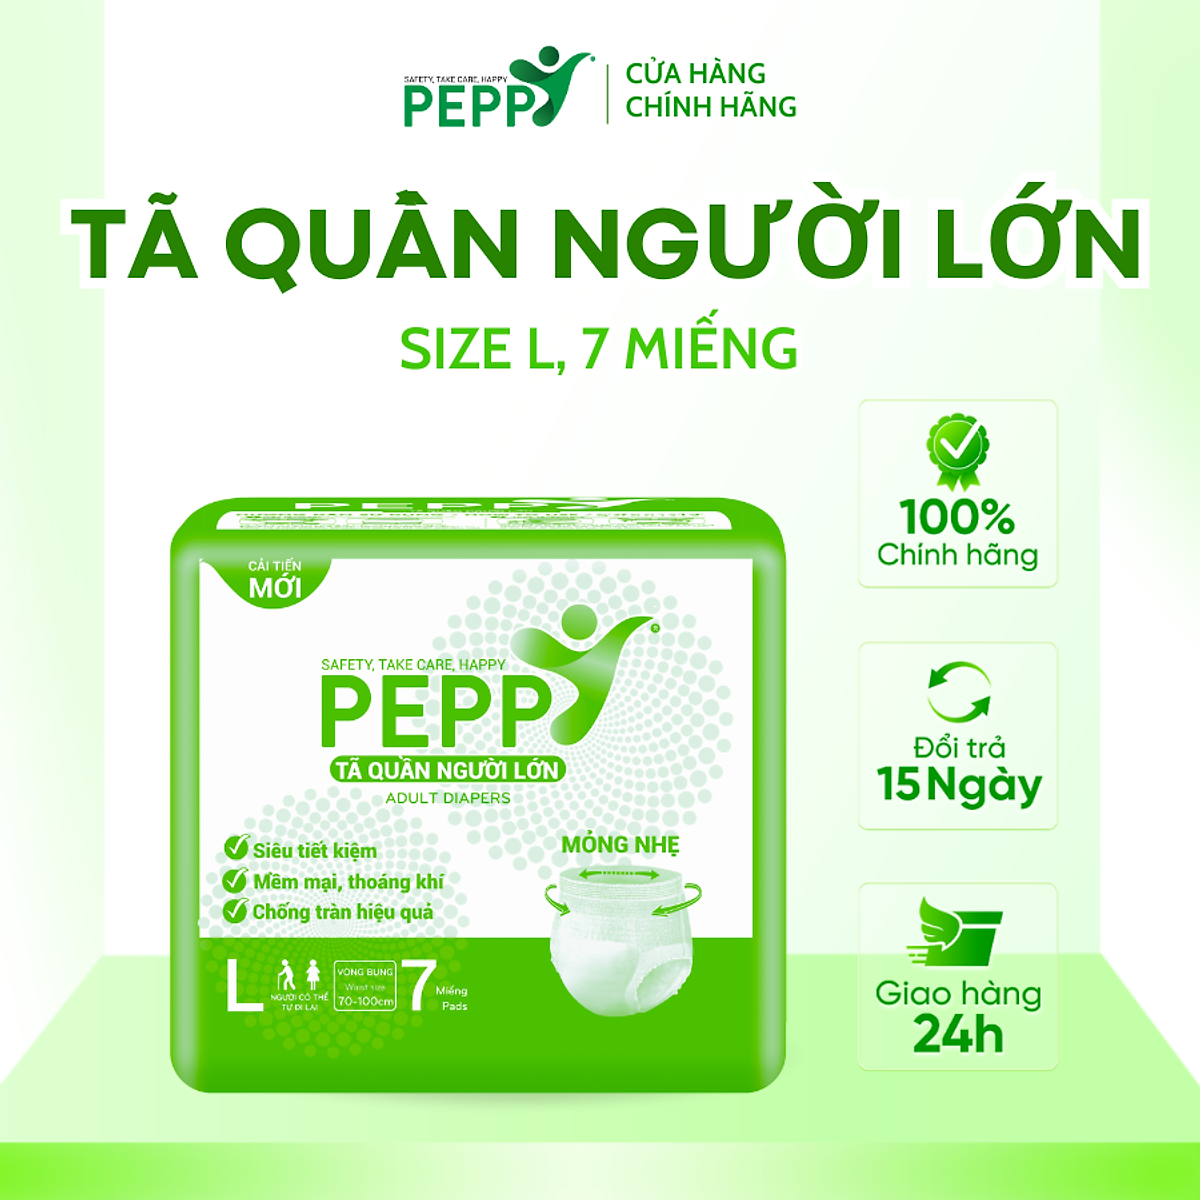 SAFETY, TAKE CARE, HAPPY
PEPPY
CỬA HÀNG
CHÍNH HÃNG
TÃ QUẦN NGƯỜI LỚN
SIZE L, 7 MIẾNG
100%
Chính hãng
Đổi trả
15 Ngày
Giao hàng
24h
PEPPY
CẢI TIẾN
MỚI
SAFETY, TAKE CARE, HAPPY
PEPPY®
TÃ QUẦN NGƯỜI LỚN
ADULT DIAPERS
Siêu tiết kiệm
Mềm mại, thoáng khí
Chống tràn hiệu quả
MỎNG NHẸ
L
NGƯỜI CÓ THỂ
TỰ ĐI LẠI
VÒNG BỤNG
Waist size
70-100cm
7
Miếng
Pads